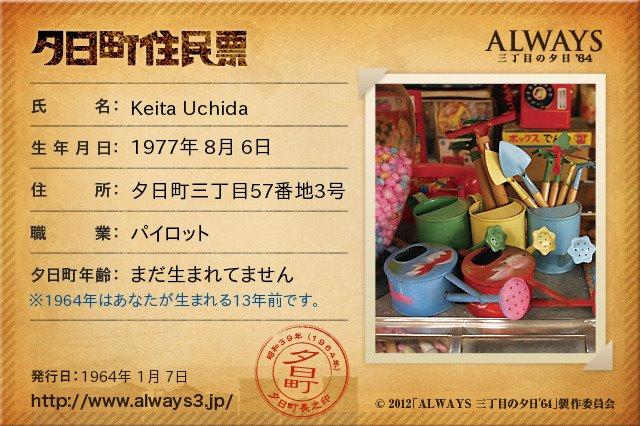 夕日町住民票
ALWAYS
三丁目の夕日'64
氏名: Keita Uchida
生年月日: 1977年 8月 6日
住所: 夕日町三丁目57番地3号
職業: パイロット
夕日町年齢: まだ生まれてません
※1964年はあなたが生まれる13年前です。
ボックス でん
昭和39年(1964年)
夕日町
夕日町長之印
発行日:1964年 1月 7日
http://www.always3.jp/
© 2012「ALWAYS 三丁目の夕日'64」製作委員会